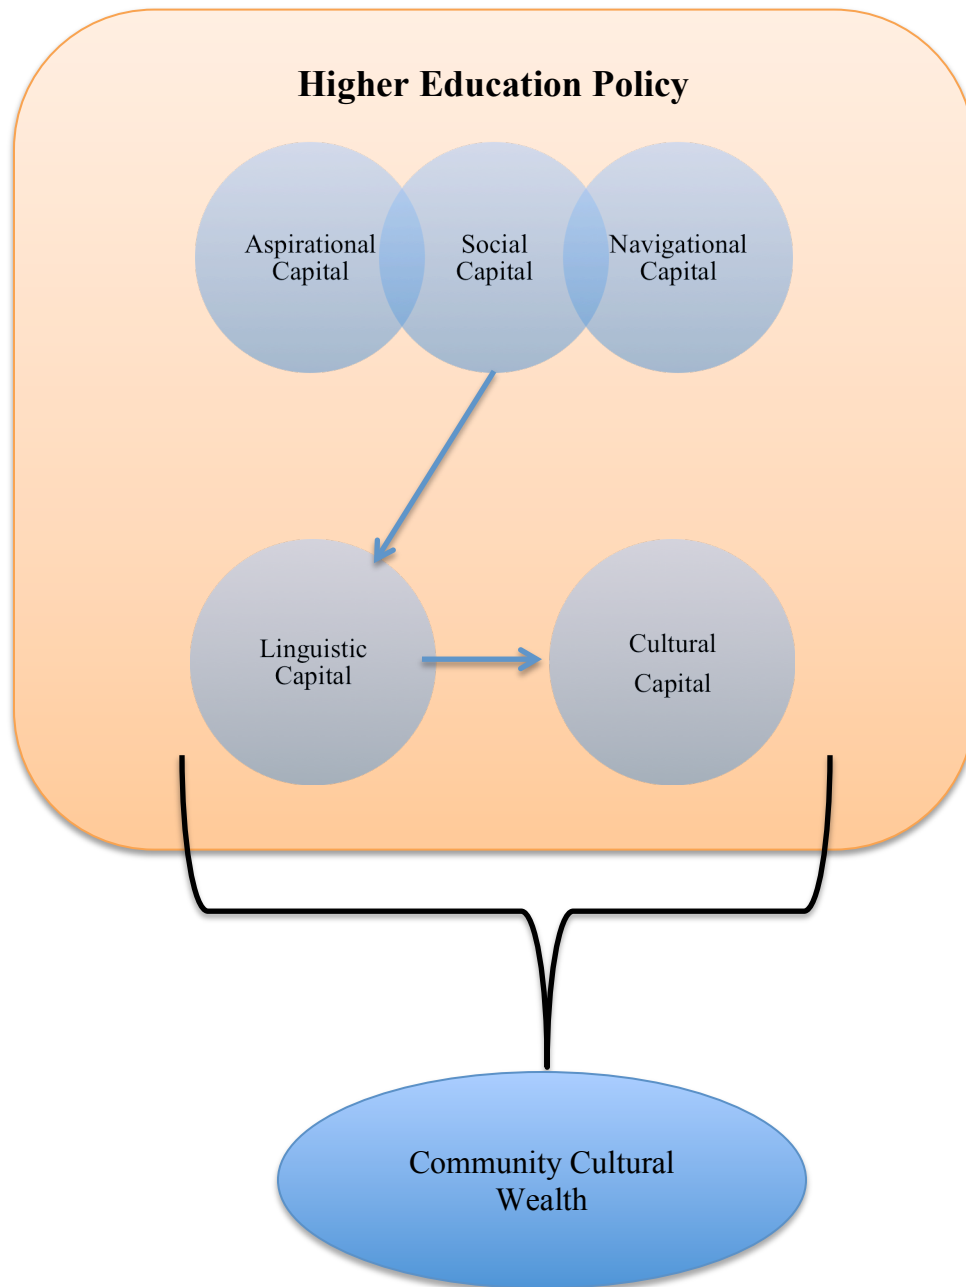 Higher Education Policy
Aspirational
Capital
Social
Capital
Navigational
Capital
Linguistic
Capital
Cultural
Capital
Community Cultural
Wealth